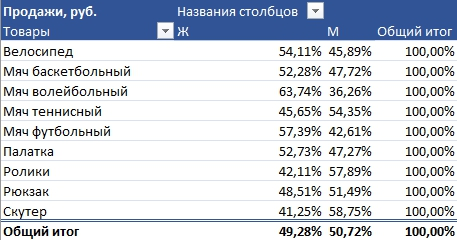 Продажи, руб. Названия столбцов
Товары Ж М Общий итог
Велосипед 54,11% 45,89% 100,00%
Мяч баскетбольный 52,28% 47,72% 100,00%
Мяч волейбольный 63,74% 36,26% 100,00%
Мяч теннисный 45,65% 54,35% 100,00%
Мяч футбольный 57,39% 42,61% 100,00%
Палатка 52,73% 47,27% 100,00%
Ролики 42,11% 57,89% 100,00%
Рюкзак 48,51% 51,49% 100,00%
Скутер 41,25% 58,75% 100,00%
Общий итог 49,28% 50,72% 100,00%